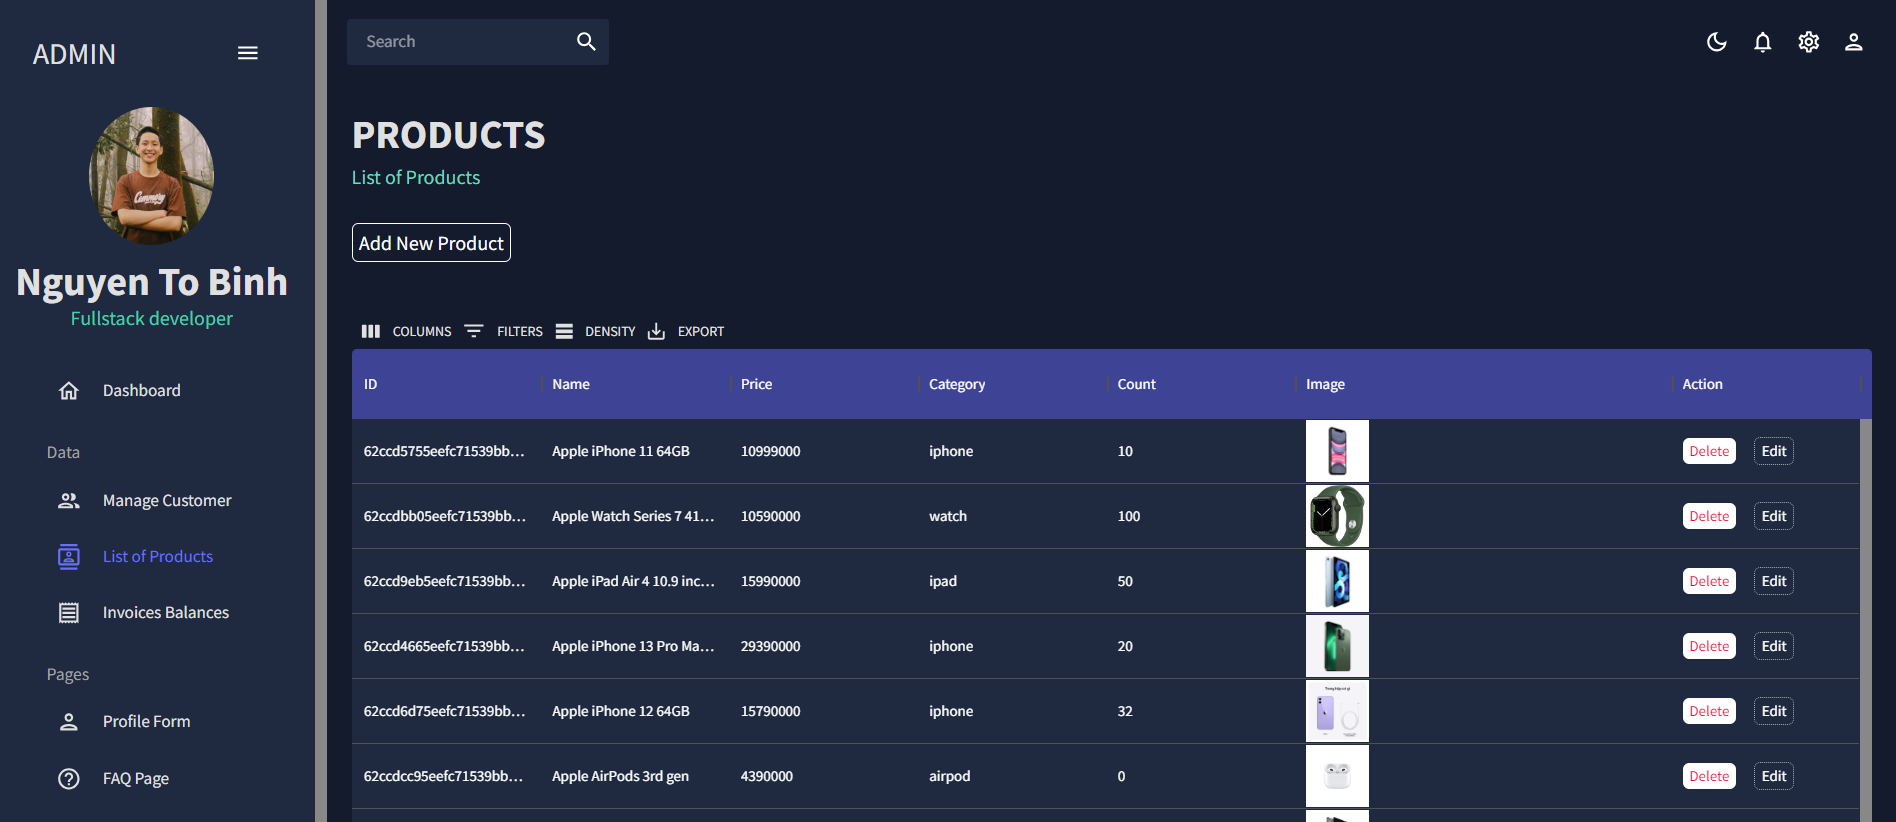 ADMIN
Search
Nguyen To Binh
Fullstack developer
Dashboard
Data
Manage Customer
List of Products
Invoices Balances
Pages
Profile Form
FAQ Page
PRODUCTS
List of Products
Add New Product
COLUMNS FILTERS DENSITY EXPORT
ID Name Price Category Count Image Action
62ccd5755eefc71539bb... Apple iPhone 11 64GB 10999000 iphone 10 Delete Edit
62ccdbb05eefc71539bb... Apple Watch Series 7 41... 10590000 watch 100 Delete Edit
62ccd9eb5eefc71539bb... Apple iPad Air 4 10.9 inc... 15990000 ipad 50 Delete Edit
62ccd4665eefc71539bb... Apple iPhone 13 Pro Ma... 29390000 iphone 20 Delete Edit
62ccd6d75eefc71539bb... Apple iPhone 12 64GB 15790000 iphone 32 Delete Edit
62ccdcc95eefc71539bb... Apple AirPods 3rd gen 4390000 airpod 0 Delete Edit